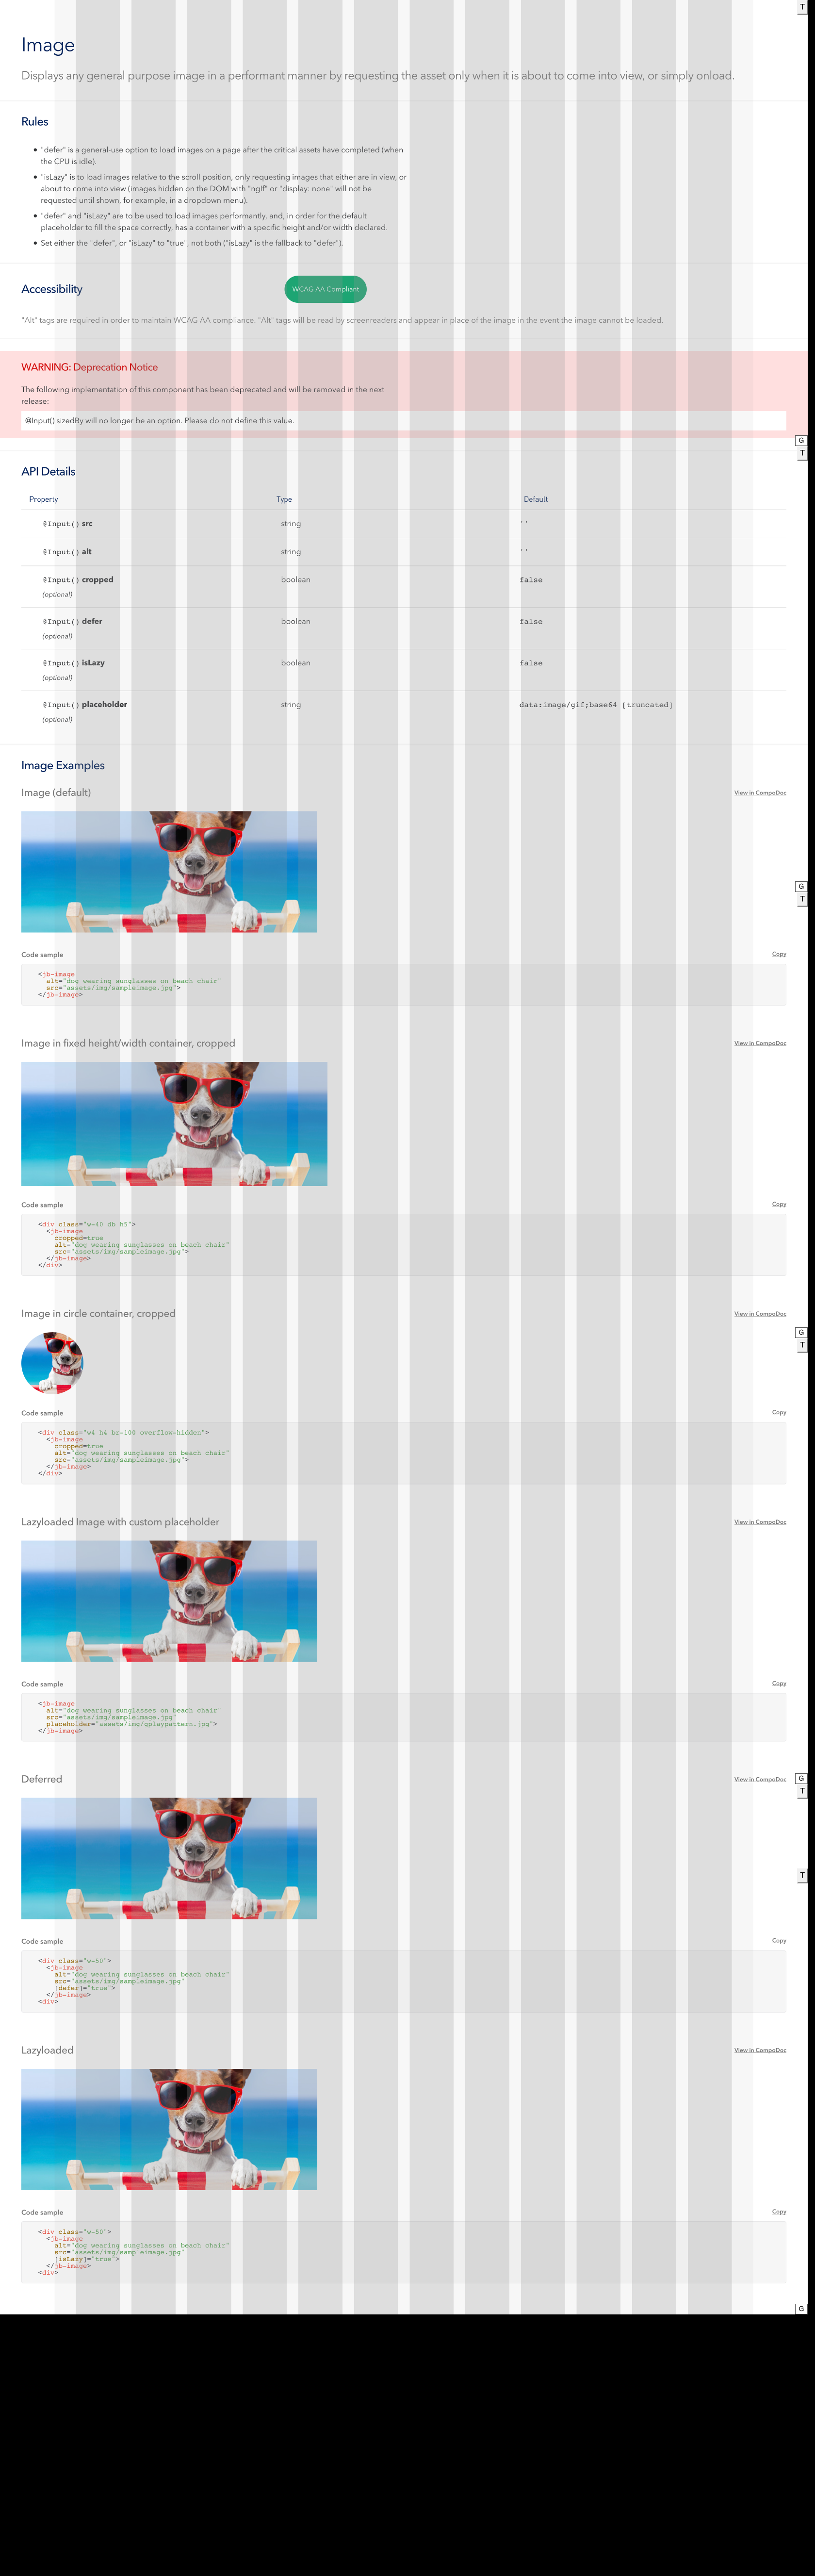 T
Image
Displays any general purpose image in a performant manner by requesting the asset only when it is about to come into view, or simply onload.
Rules
"defer" is a general-use option to load images on a page after the critical assets have completed (when
the CPU is idle).
"isLazy" is to load images relative to the scroll position, only requesting images that either are in view, or
about to come into view (images hidden on the DOM with "ngIf" or "display: none" will not be
requested until shown, for example, in a dropdown menu).
"defer" and "isLazy" are to be used to load images performantly, and, in order for the default
placeholder to fill the space correctly, has a container with a specific height and/or width declared.
Set either the "defer", or "isLazy" to "true", not both ("isLazy" is the fallback to "defer").
Accessibility
WCAG AA Compliant
"Alt" tags are required in order to maintain WCAG AA compliance. "Alt" tags will be read by screenreaders and appear in place of the image in the event the image cannot be loaded.
WARNING: Deprecation Notice
The following implementation of this component has been deprecated and will be removed in the next
release:
@Input() sizedBy will no longer be an option. Please do not define this value.
G
T
API Details
Property Type Default
@Input() src string ''
@Input() alt string ''
@Input() cropped boolean false
(optional)
@Input() defer boolean false
(optional)
@Input() isLazy boolean false
(optional)
@Input() placeholder string data:image/gif;base64 [truncated]
(optional)
Image Examples
Image (default) View in CompoDoc
G
T
Code sample Copy
<jb-image
alt="dog wearing sunglasses on beach chair"
src="assets/img/sampleimage.jpg">
</jb-image>
Image in fixed height/width container, cropped View in CompoDoc
Code sample Copy
<div class="w-40 db h5">
<jb-image
cropped=true
alt="dog wearing sunglasses on beach chair"
src="assets/img/sampleimage.jpg">
</jb-image>
</div>
Image in circle container, cropped View in CompoDoc
G
T
Code sample Copy
<div class="w4 h4 br-100 overflow-hidden">
<jb-image
cropped=true
alt="dog wearing sunglasses on beach chair"
src="assets/img/sampleimage.jpg">
</jb-image>
</div>
Lazyloaded Image with custom placeholder View in CompoDoc
Code sample Copy
<jb-image
alt="dog wearing sunglasses on beach chair"
src="assets/img/sampleimage.jpg"
placeholder="assets/img/gplaypattern.jpg">
</jb-image>
Deferred View in CompoDoc
G
T
T
Code sample Copy
<div class="w-50">
<jb-image
alt="dog wearing sunglasses on beach chair"
src="assets/img/sampleimage.jpg"
[defer]="true">
</jb-image>
<div>
Lazyloaded View in CompoDoc
Code sample Copy
<div class="w-50">
<jb-image
alt="dog wearing sunglasses on beach chair"
src="assets/img/sampleimage.jpg"
[isLazy]="true">
</jb-image>
<div>
G